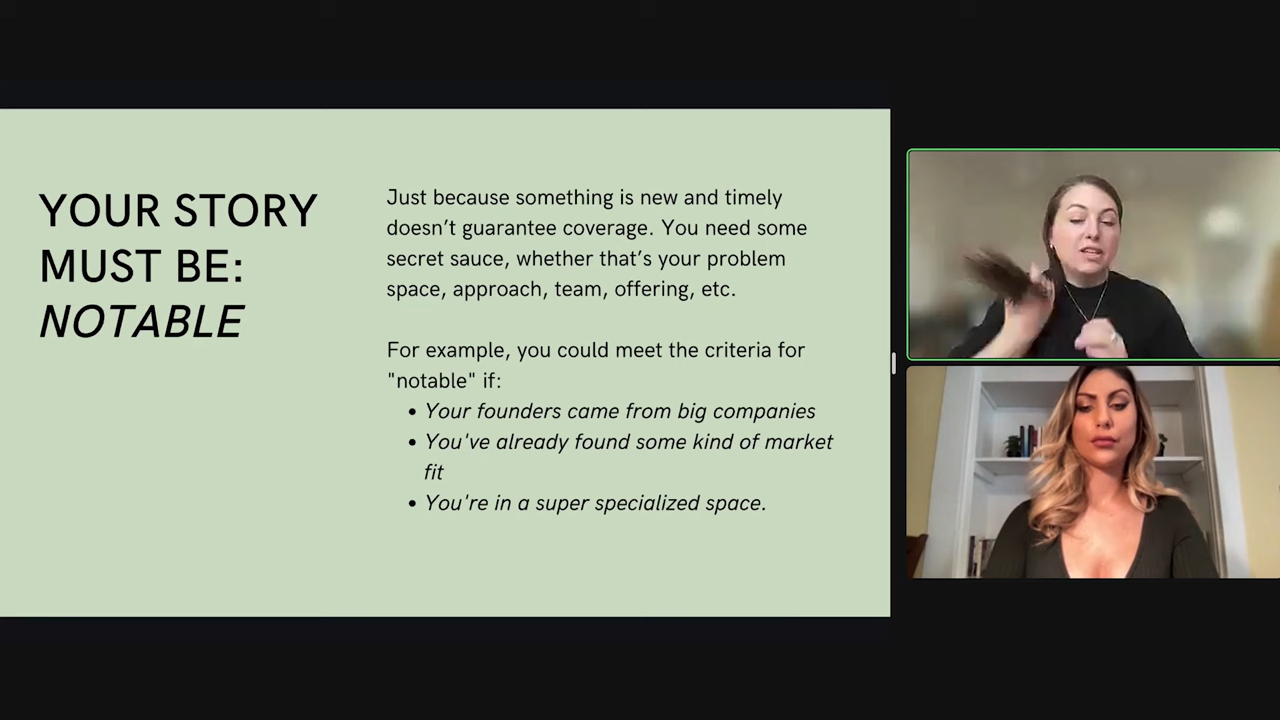 YOUR STORY
MUST BE:
NOTABLE
Just because something is new and timely
doesn’t guarantee coverage. You need some
secret sauce, whether that’s your problem
space, approach, team, offering, etc.
For example, you could meet the criteria for
"notable" if:
• Your founders came from big companies
• You've already found some kind of market
fit
• You're in a super specialized space.